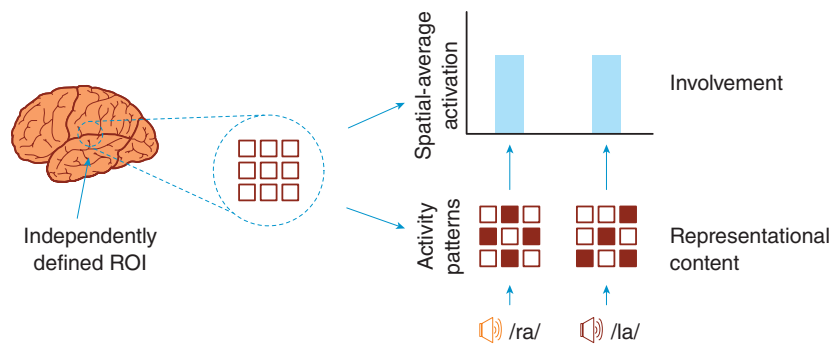 Spatial-average
activation
Involvement
Independently
defined ROI
Activity
patterns
Representational
content
/ra/
/la/